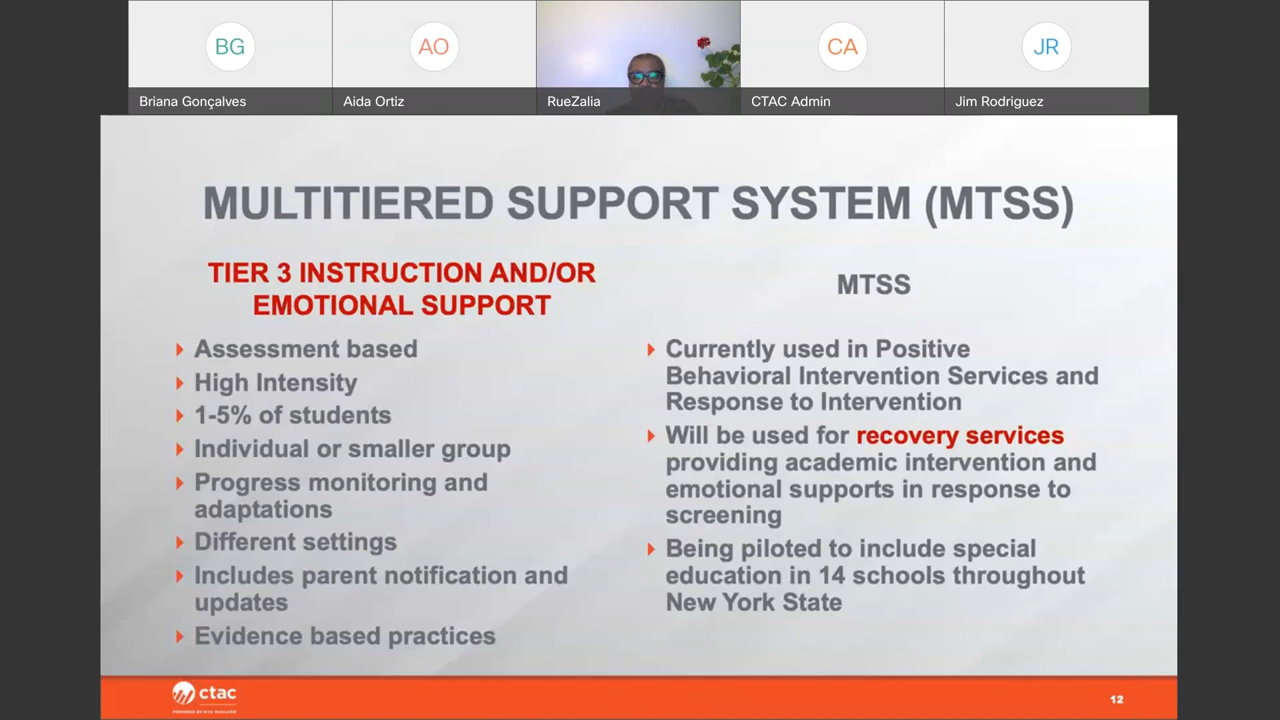 BG
AO
CA
JR
Briana Gonçalves
Aida Ortiz
RueZalia
CTAC Admin
Jim Rodriguez
MULTITIERED SUPPORT SYSTEM (MTSS)
TIER 3 INSTRUCTION AND/OR
EMOTIONAL SUPPORT
Assessment based
High Intensity
1-5% of students
Individual or smaller group
Progress monitoring and
adaptations
Different settings
Includes parent notification and
updates
Evidence based practices
MTSS
Currently used in Positive
Behavioral Intervention Services and
Response to Intervention
Will be used for recovery services
providing academic intervention and
emotional supports in response to
screening
Being piloted to include special
education in 14 schools throughout
New York State
ctac
POWERED BY NYU MCSILVER
12